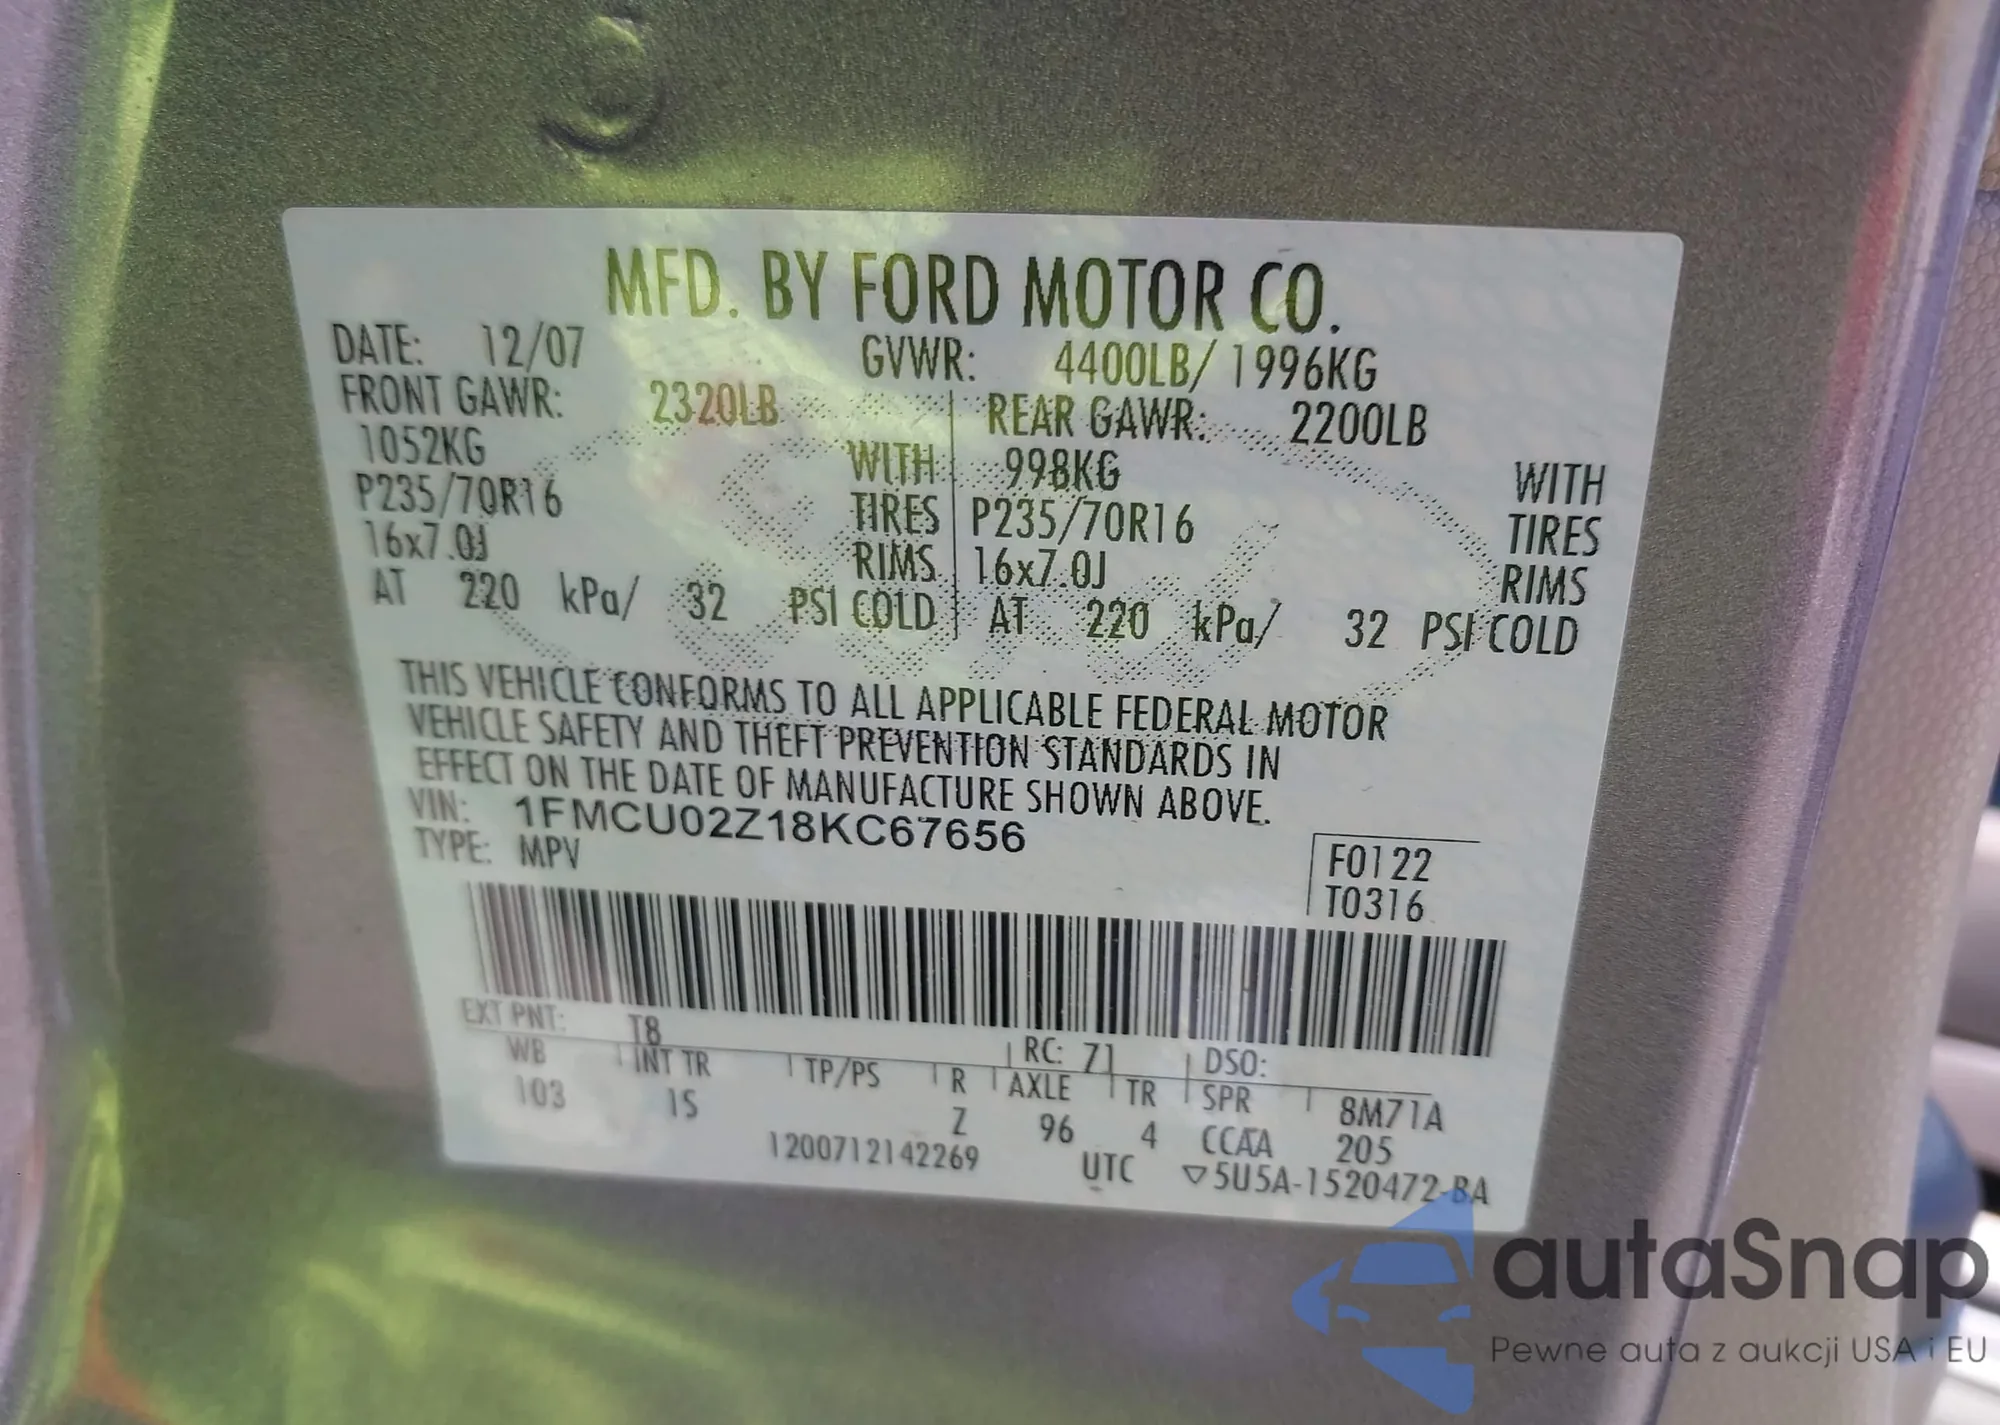 MFD. BY FORD MOTOR CO.
DATE: 12/07 GVWR: 4400LB/ 1996KG
FRONT GAWR: 2320LB REAR GAWR: 2200LB
1052KG WITH 998KG WITH
P235/70R16 TIRES P235/70R16 TIRES
16x7.0J RIMS 16x7.0J RIMS
AT 220 kPa/ 32 PSI COLD AT 220 kPa/ 32 PSI COLD
THIS VEHICLE CONFORMS TO ALL APPLICABLE FEDERAL MOTOR
VEHICLE SAFETY AND THEFT PREVENTION STANDARDS IN
EFFECT ON THE DATE OF MANUFACTURE SHOWN ABOVE.
VIN: 1FMCU02Z18KC67656
TYPE: MPV
F0122
T0316
EXT PNT: T8 RC: 71 DSO:
WB INT TR TP/PS R AXLE TR SPR 8M71A
103 1S Z 96 4 CCAA 205
1200712142269 UTC ▽5U5A-1520472-BA
autaSnap
Pewne auta z aukcji USA i EU